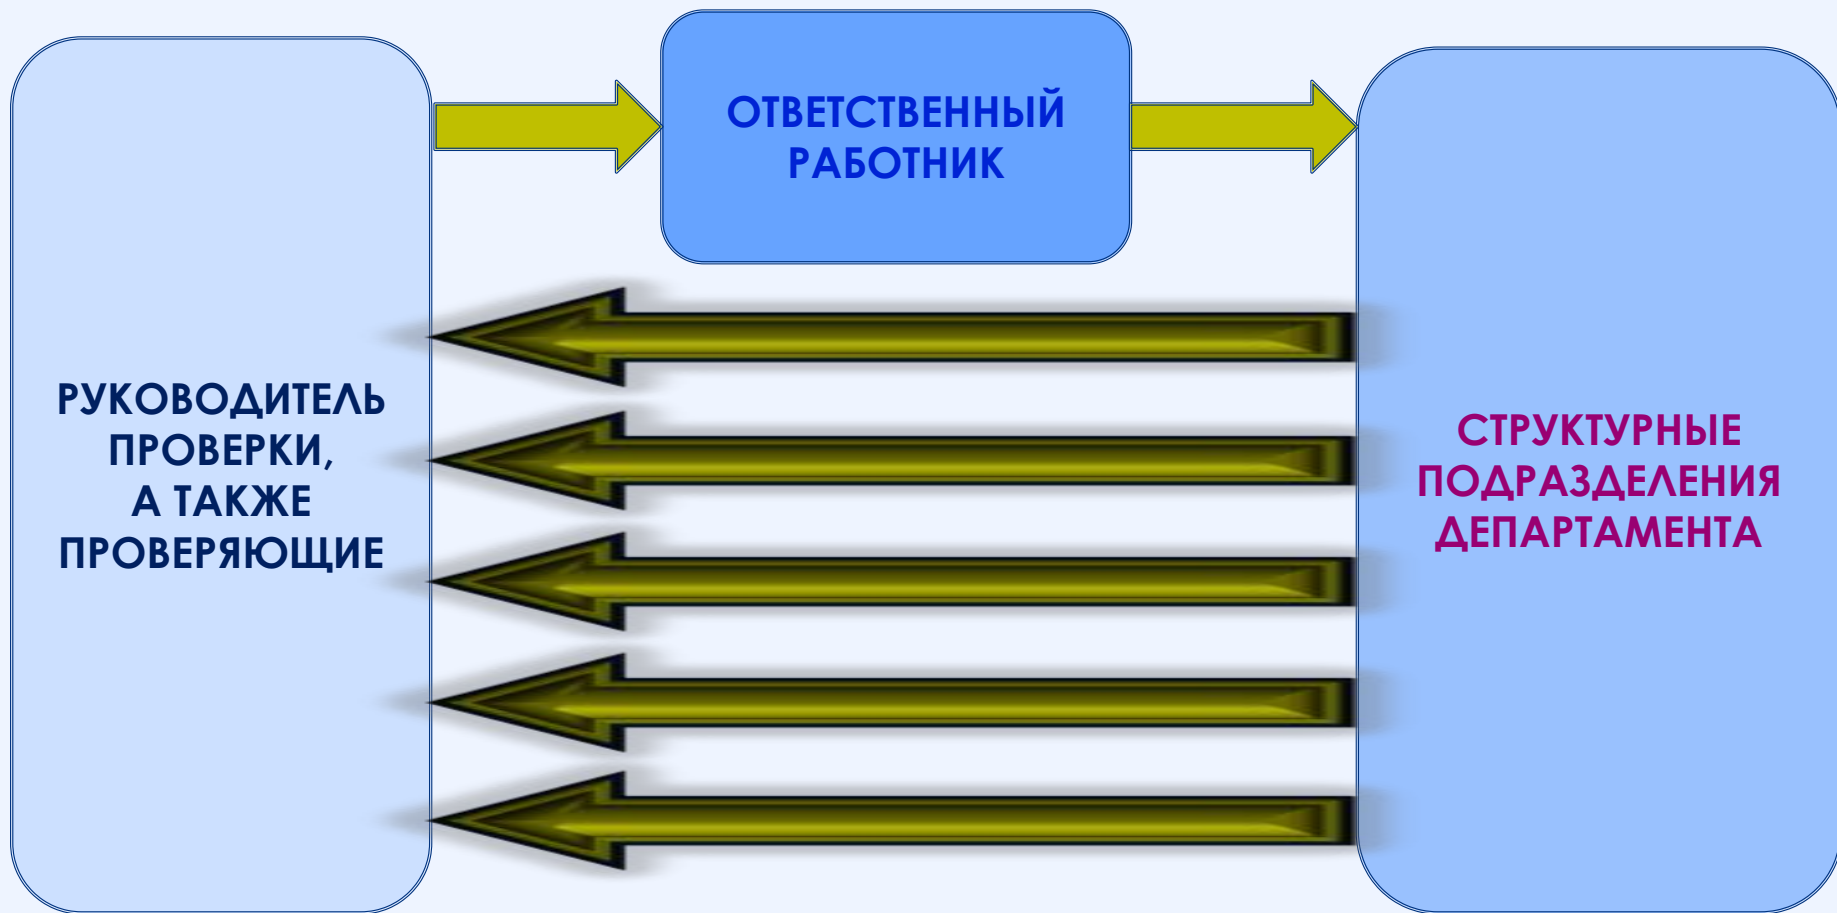 ОТВЕТСТВЕННЫЙ
РАБОТНИК
РУКОВОДИТЕЛЬ
ПРОВЕРКИ,
А ТАКЖЕ
ПРОВЕРЯЮЩИЕ
СТРУКТУРНЫЕ
ПОДРАЗДЕЛЕНИЯ
ДЕПАРТАМЕНТА